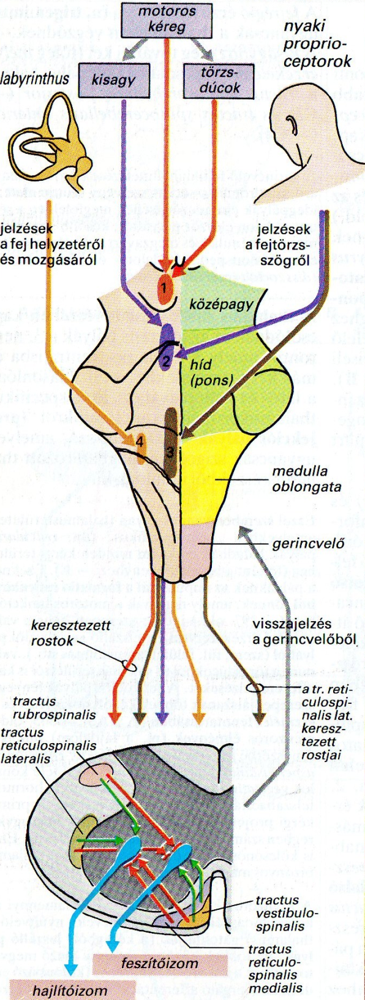 motoros
kéreg
nyaki
proprio-
ceptorok
labyrinthus
kisagy
törzs-
dúcok
jelzések
a fej helyzetéről
és mozgásáról
jelzések
a fejtörzs-
szögről
1
középagy
2
híd
(pons)
4
3
medulla
oblongata
gerincvelő
keresztezett
rostok
visszajelzés
a gerincvelőből
tractus
rubrospinalis
a tr. reti-
culospi-
nalis lat.
keresz-
tezett
rostjai
tractus
reticulospinalis
lateralis
tractus
vestibulo-
spinalis
tractus
reticulo-
spinalis
medialis
feszítőizom
hajlítóizom